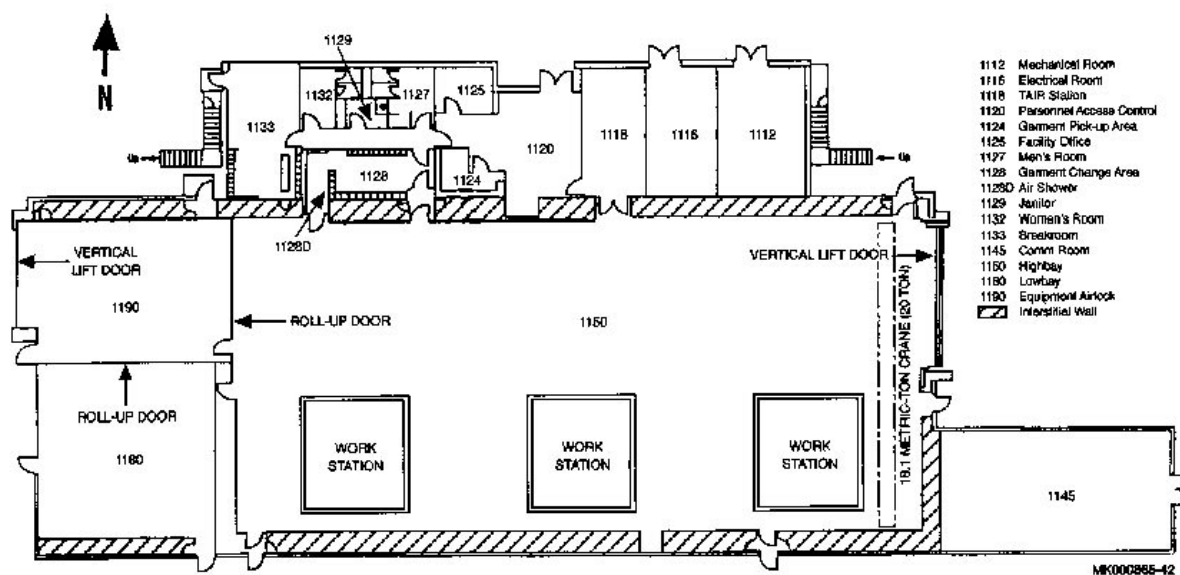 N
1129
1132
1127
1125
1133
1120
1118
1116
1112
Up
Up
1128
1124
1128D
VERTICAL
LIFT DOOR
1190
ROLL-UP DOOR
1150
VERTICAL LIFT DOOR
18.1 METRIC-TON CRANE (20 TON)
ROLL-UP DOOR
1180
WORK
STATION
WORK
STATION
WORK
STATION
1145
1112 Mechanical Room
1116 Electrical Room
1118 TAIR Station
1120 Personnel Access Control
1124 Garment Pick-up Area
1125 Facility Office
1127 Men's Room
1128 Garment Change Area
1128D Air Shower
1129 Janitor
1132 Women's Room
1133 Breakroom
1145 Comm Room
1150 Highbay
1180 Lowbay
1190 Equipment Airlock
Interstitial Wall
MK000865-42